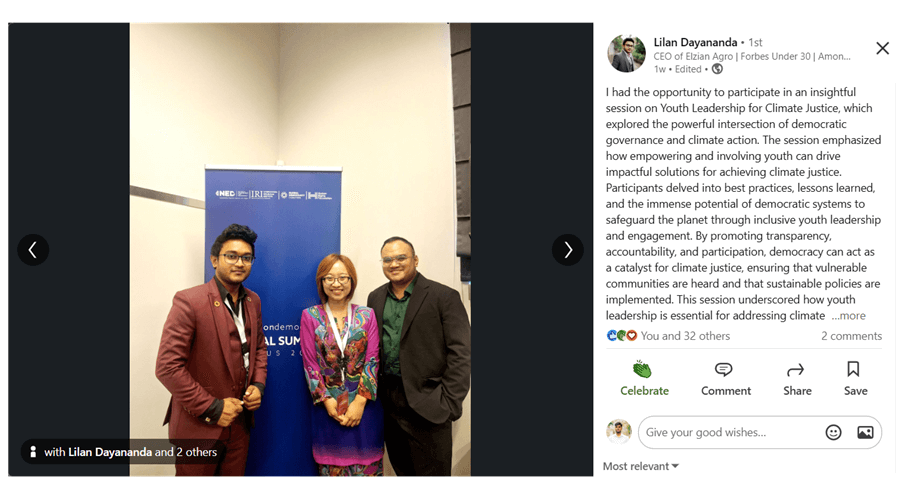 NED
IRI
ondemoc
AL SUM
US 20
with Lilan Dayananda and 2 others
Lilan Dayananda • 1st
CEO of Elzian Agro | Forbes Under 30 | Amon...
1w • Edited •
I had the opportunity to participate in an insightful
session on Youth Leadership for Climate Justice, which
explored the powerful intersection of democratic
governance and climate action. The session emphasized
how empowering and involving youth can drive
impactful solutions for achieving climate justice.
Participants delved into best practices, lessons learned,
and the immense potential of democratic systems to
safeguard the planet through inclusive youth leadership
and engagement. By promoting transparency,
accountability, and participation, democracy can act as
a catalyst for climate justice, ensuring that vulnerable
communities are heard and that sustainable policies are
implemented. This session underscored how youth
leadership is essential for addressing climate ...more
You and 32 others 2 comments
Celebrate Comment Share Save
Give your good wishes...
Most relevant